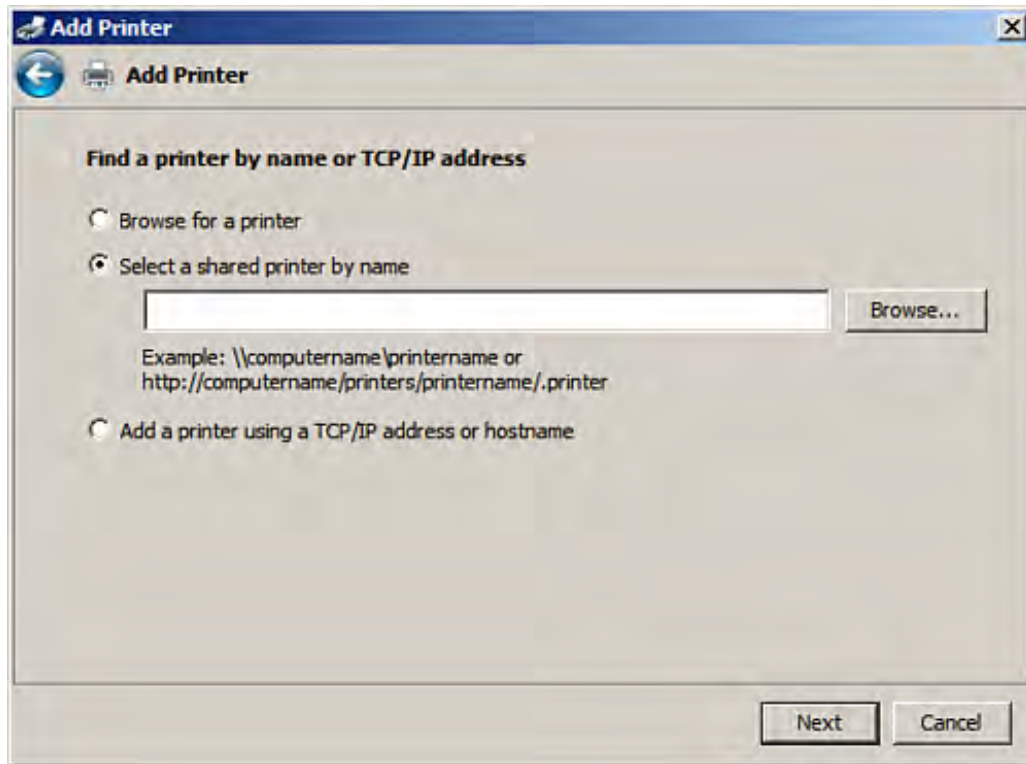 Add Printer
Add Printer
Find a printer by name or TCP/IP address
Browse for a printer
Select a shared printer by name
Browse...
Example: \\computername\printername or
http://computername/printers/printername/.printer
Add a printer using a TCP/IP address or hostname
Next
Cancel